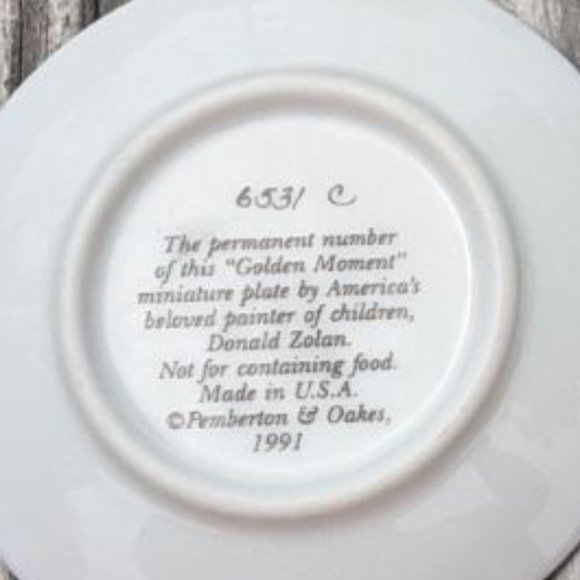 6531 C
The permanent number
of this "Golden Moment"
miniature plate by America's
beloved painter of children,
Donald Zolan.
Not for containing food.
Made in U.S.A.
©Pemberton & Oakes,
1991